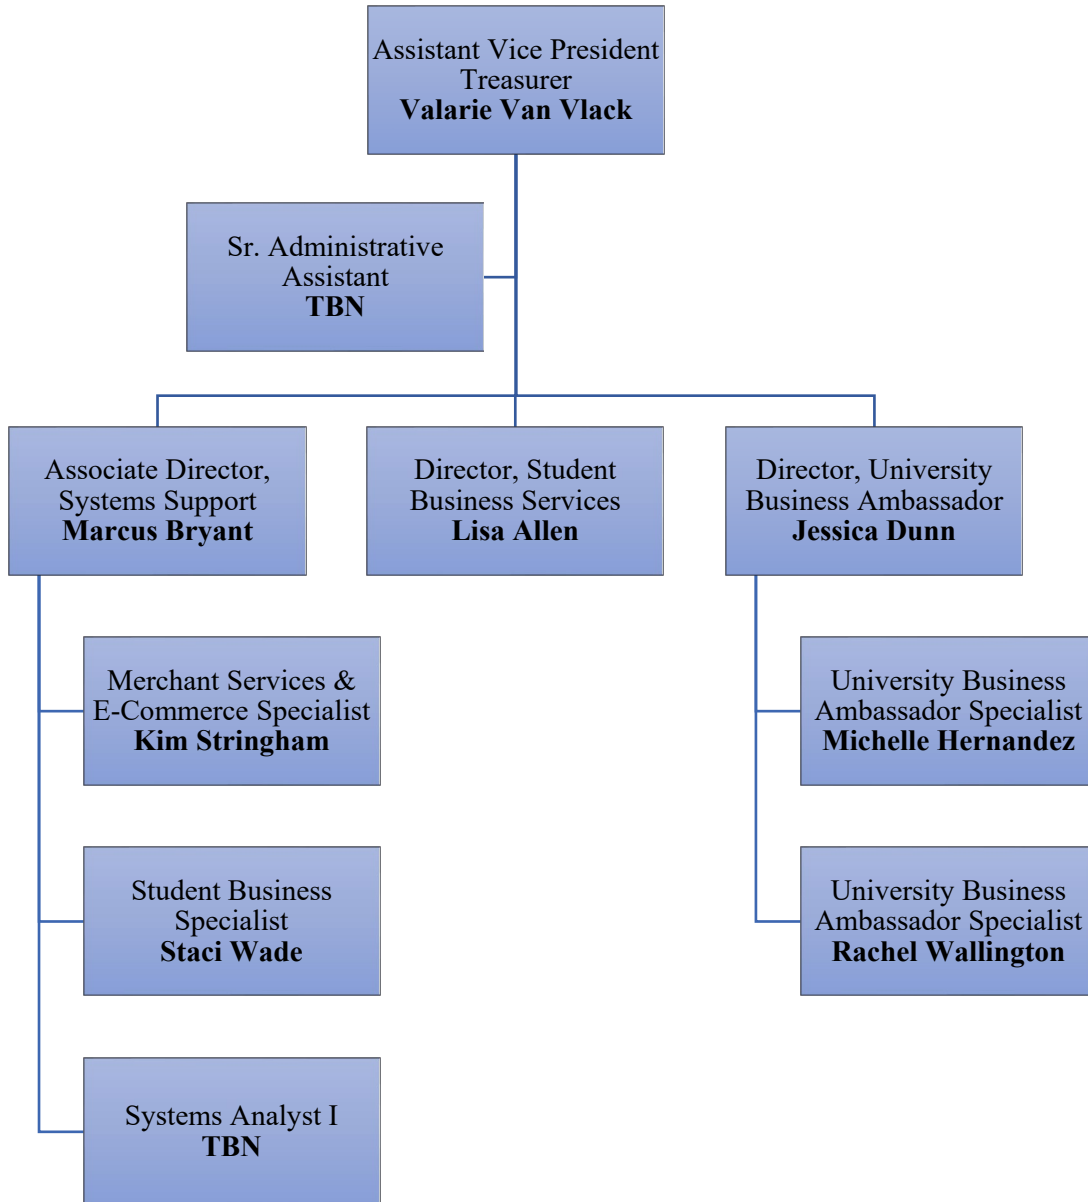 Assistant Vice President
Treasurer
Valarie Van Vlack
Sr. Administrative
Assistant
TBN
Associate Director,
Systems Support
Marcus Bryant
Director, Student
Business Services
Lisa Allen
Director, University
Business Ambassador
Jessica Dunn
Merchant Services &
E-Commerce Specialist
Kim Stringham
University Business
Ambassador Specialist
Michelle Hernandez
Student Business
Specialist
Staci Wade
University Business
Ambassador Specialist
Rachel Wallington
Systems Analyst I
TBN